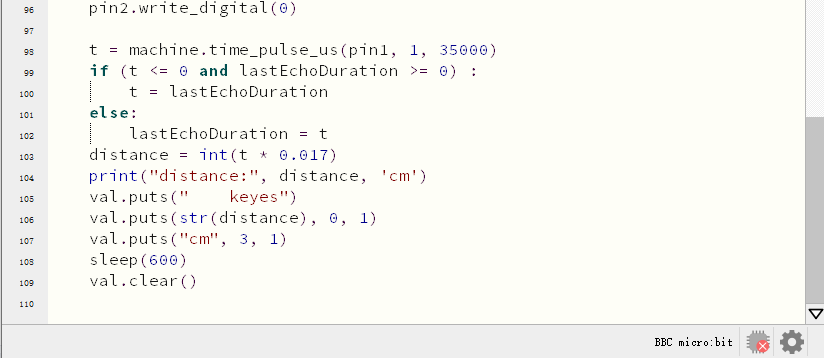 96 pin2.write_digital(0)
97
98 t = machine.time_pulse_us(pin1, 1, 35000)
99 if (t <= 0 and lastEchoDuration >= 0) :
100 t = lastEchoDuration
101 else:
102 lastEchoDuration = t
103 distance = int(t * 0.017)
104 print("distance:", distance, 'cm')
105 val.puts("    keyes")
106 val.puts(str(distance), 0, 1)
107 val.puts("cm", 3, 1)
108 sleep(600)
109 val.clear()
110
BBC micro:bit